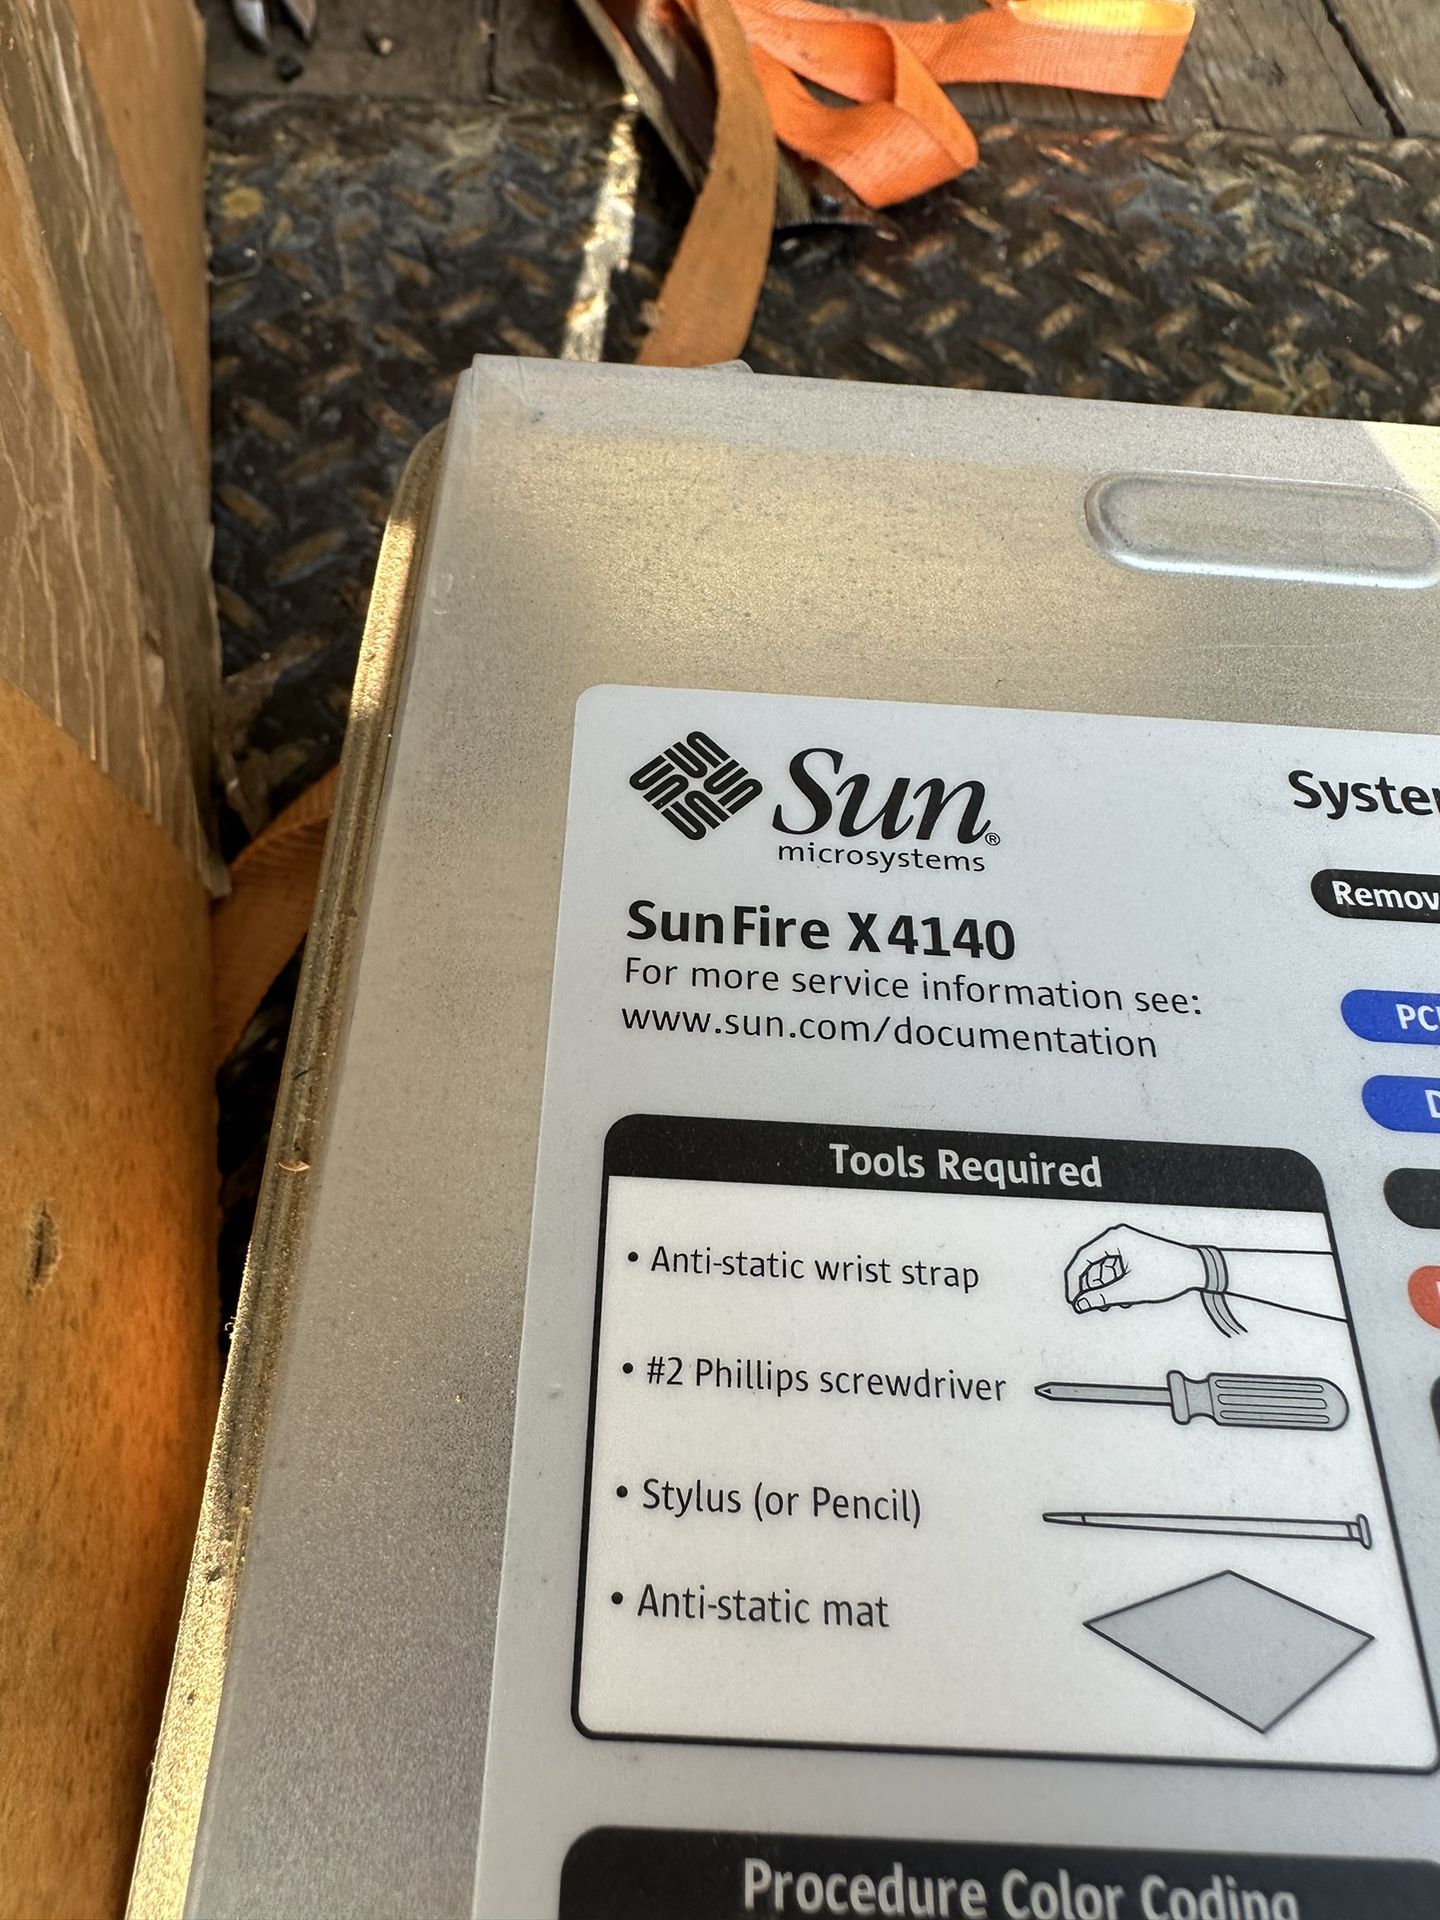 Sun®
microsystems
SunFire X4140
For more service information see:
www.sun.com/documentation
Tools Required
• Anti-static wrist strap
• #2 Phillips screwdriver
• Stylus (or Pencil)
• Anti-static mat
Procedure Color Coding
Syste
Remov
PC
D